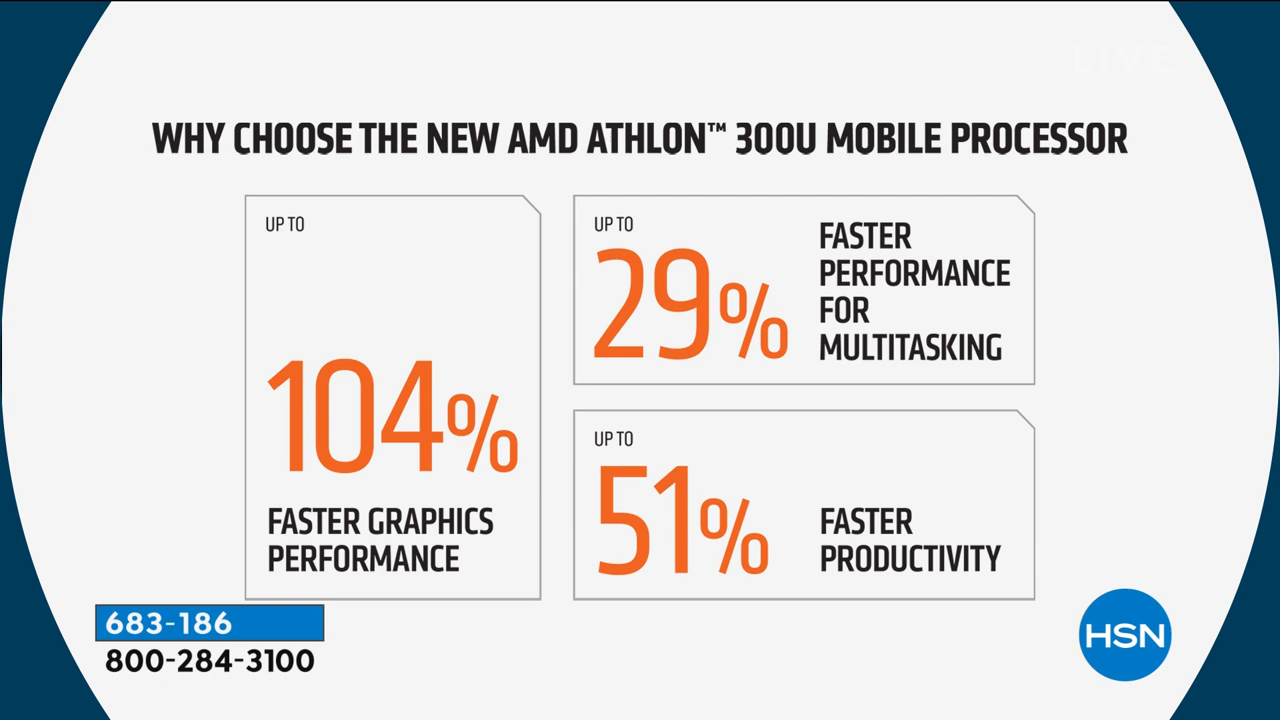 LIVE
WHY CHOOSE THE NEW AMD ATHLON™ 300U MOBILE PROCESSOR
UP TO
104%
FASTER GRAPHICS
PERFORMANCE
UP TO
29%
FASTER
PERFORMANCE
FOR
MULTITASKING
UP TO
51%
FASTER
PRODUCTIVITY
683-186
800-284-3100
HSN